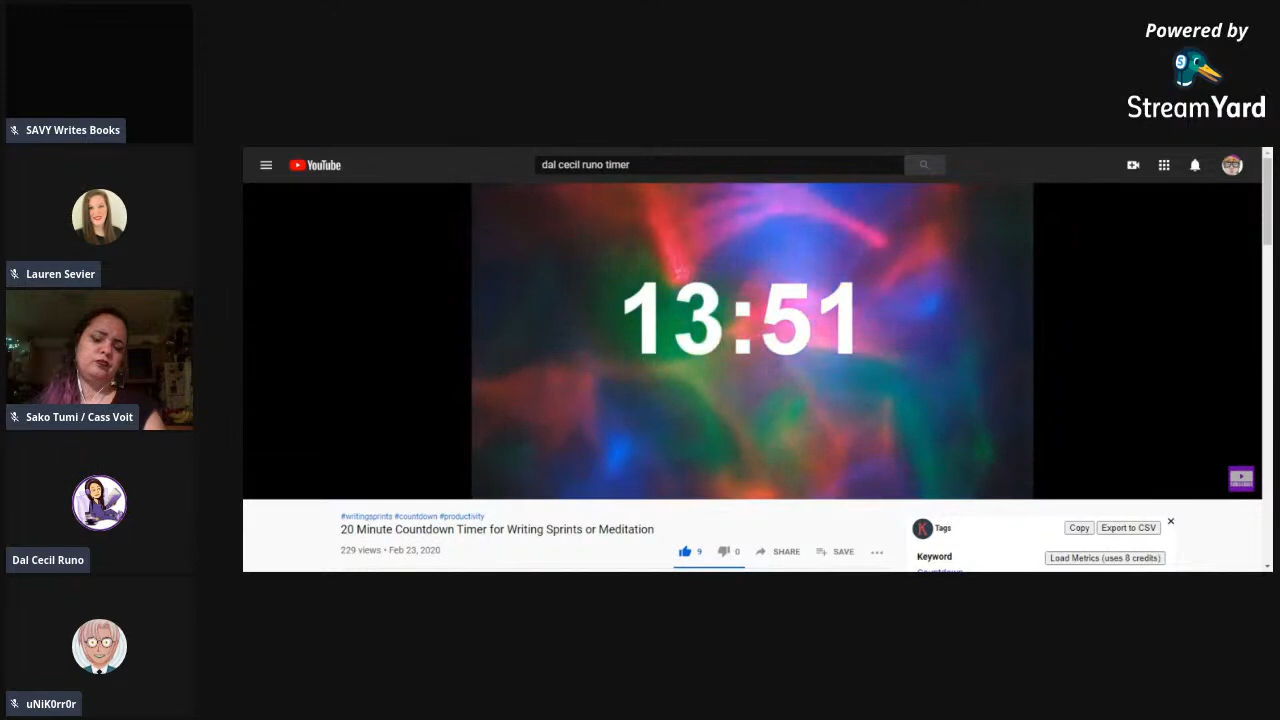 Powered by
StreamYard
SAVY Writes Books
Lauren Sevier
Sako Tumi / Cass Voit
Dal Cecil Runo
uNiK0rr0r
YouTube
dal cecil runo timer
13:51
#writingsprints #countdown #productivity
20 Minute Countdown Timer for Writing Sprints or Meditation
229 views • Feb 23, 2020
9
0
SHARE
SAVE
Tags
Copy
Export to CSV
Keyword
Load Metrics (uses 8 credits)